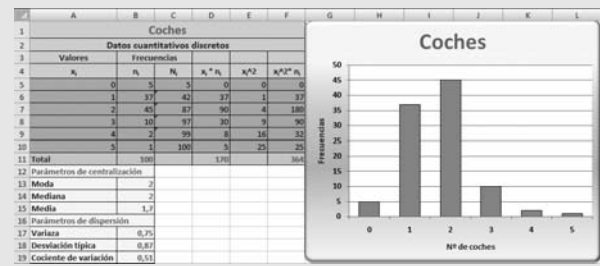 A B C D E F G H I J K L
1 Coches
2 Datos cuantitativos discretos
3 Valores Frecuencias
4 xi ni Ni xi * ni xi^2 xi^2* ni
5 0 5 5 0 0 0
6 1 37 42 37 1 37
7 2 45 87 90 4 180
8 3 10 97 30 9 90
9 4 2 99 8 16 32
10 5 1 100 5 25 25
11 Total 100 170 364
12 Parámetros de centralización
13 Moda 2
14 Mediana 2
15 Media 1,7
16 Parámetros de dispersión
17 Variaza 0,75
18 Desviación típica 0,87
19 Cociente de variación 0,51
Coches
Frecuencias
50
45
40
35
30
25
20
15
10
5
0
0 1 2 3 4 5
Nº de coches